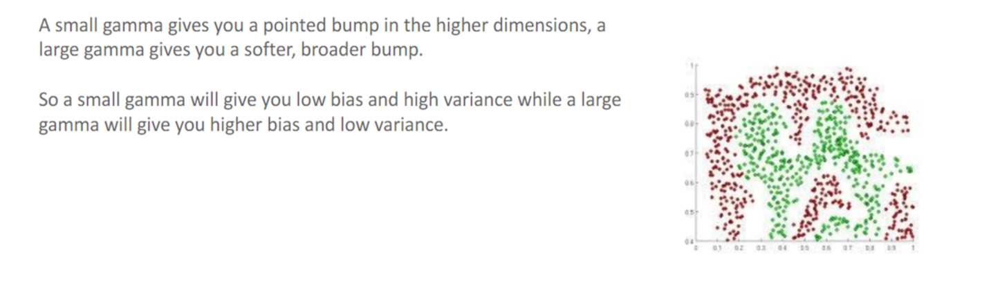 A small gamma gives you a pointed bump in the higher dimensions, a
large gamma gives you a softer, broader bump.
So a small gamma will give you low bias and high variance while a large
gamma will give you higher bias and low variance.
1
0.9
0.8
0.7
0.6
0.5
0.4
0 0.1 0.2 0.3 0.4 0.5 0.6 0.7 0.8 0.9 1